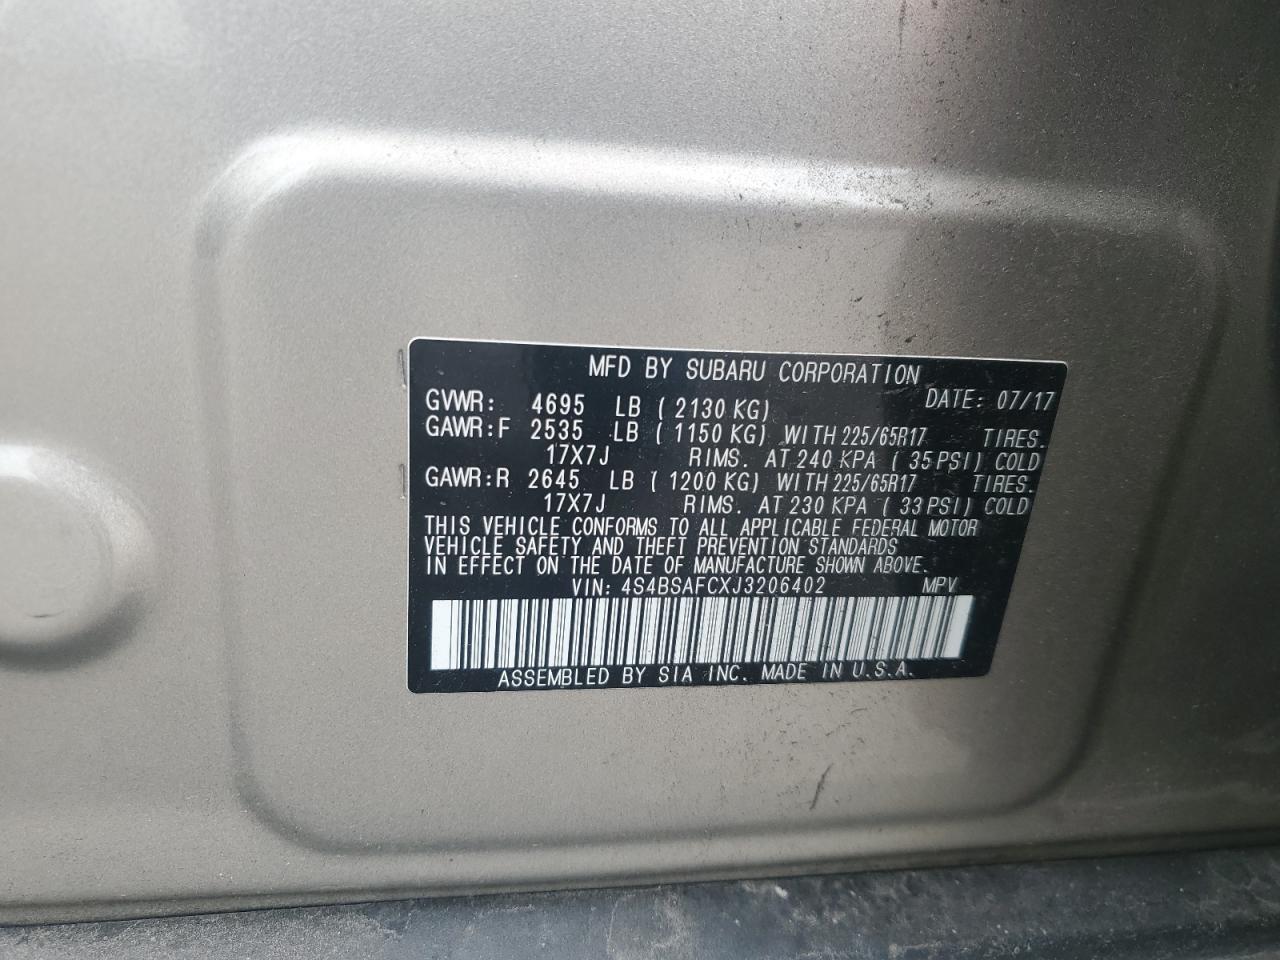 MFD BY SUBARU CORPORATION
GVWR: 4695 LB ( 2130 KG) DATE: 07/17
GAWR:F 2535 LB ( 1150 KG) WITH 225/65R17 TIRES.
17X7J RIMS. AT 240 KPA ( 35 PSI) COLD
GAWR:R 2645 LB ( 1200 KG) WITH 225/65R17 TIRES.
17X7J RIMS. AT 230 KPA ( 33 PSI) COLD
THIS VEHICLE CONFORMS TO ALL APPLICABLE FEDERAL MOTOR
VEHICLE SAFETY AND THEFT PREVENTION STANDARDS
IN EFFECT ON THE DATE OF MANUFACTURE SHOWN ABOVE.
VIN: 4S4BSAFCXJ3206402 MPV
ASSEMBLED BY SIA INC. MADE IN U.S.A.